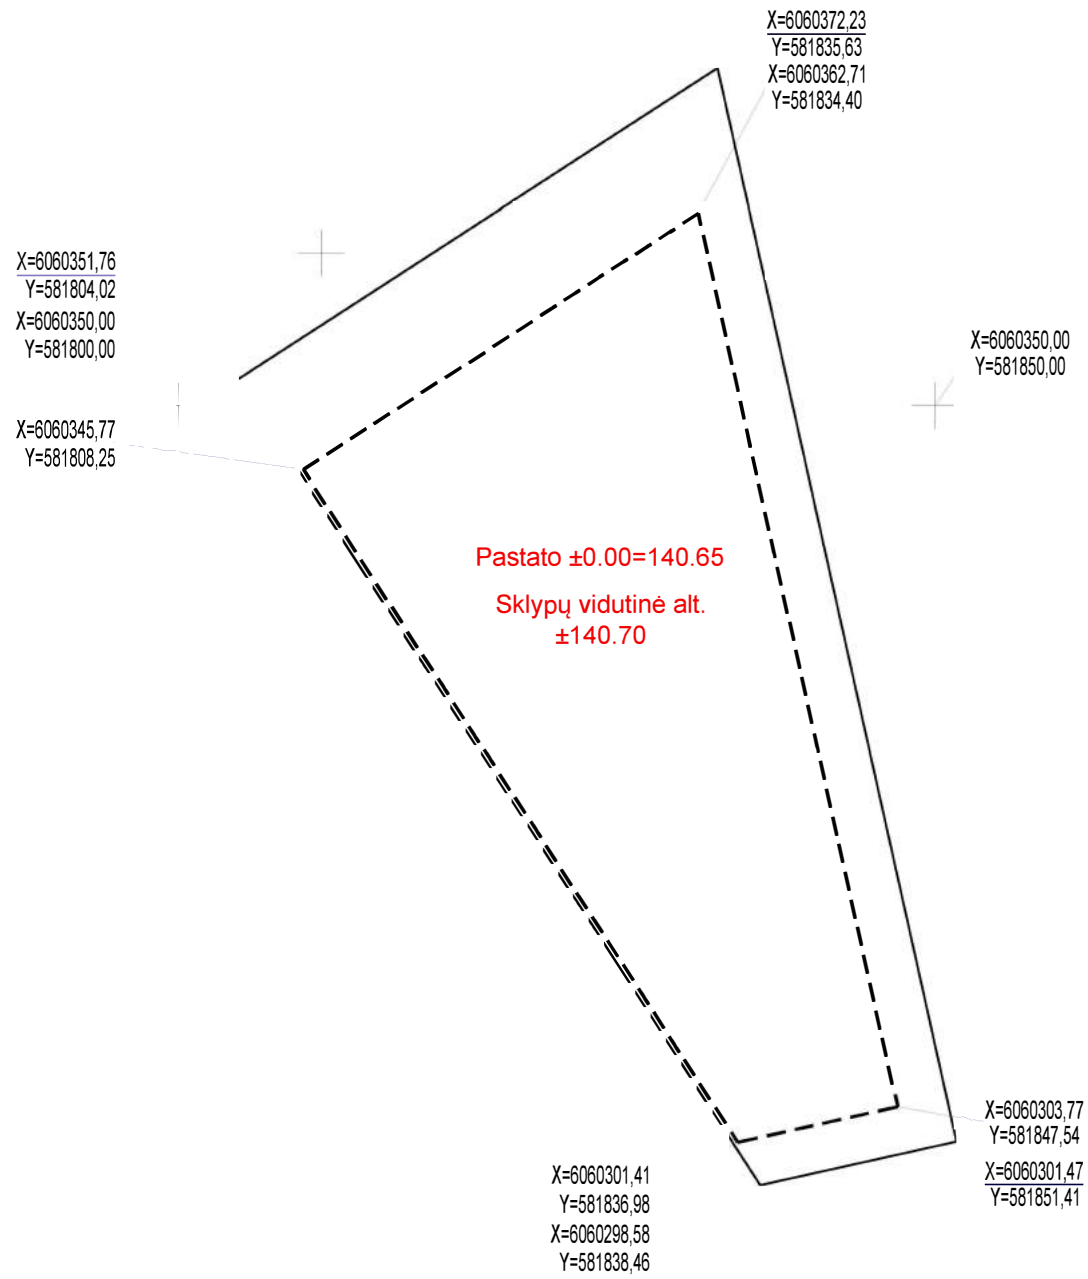 X=6060372,23
Y=581835,63
X=6060362,71
Y=581834,40
X=6060351,76
Y=581804,02
X=6060350,00
Y=581800,00
X=6060350,00
Y=581850,00
X=6060345,77
Y=581808,25
Pastato ±0.00=140.65
Sklypų vidutinė alt.
±140.70
X=6060303,77
Y=581847,54
X=6060301,47
Y=581851,41
X=6060301,41
Y=581836,98
X=6060298,58
Y=581838,46